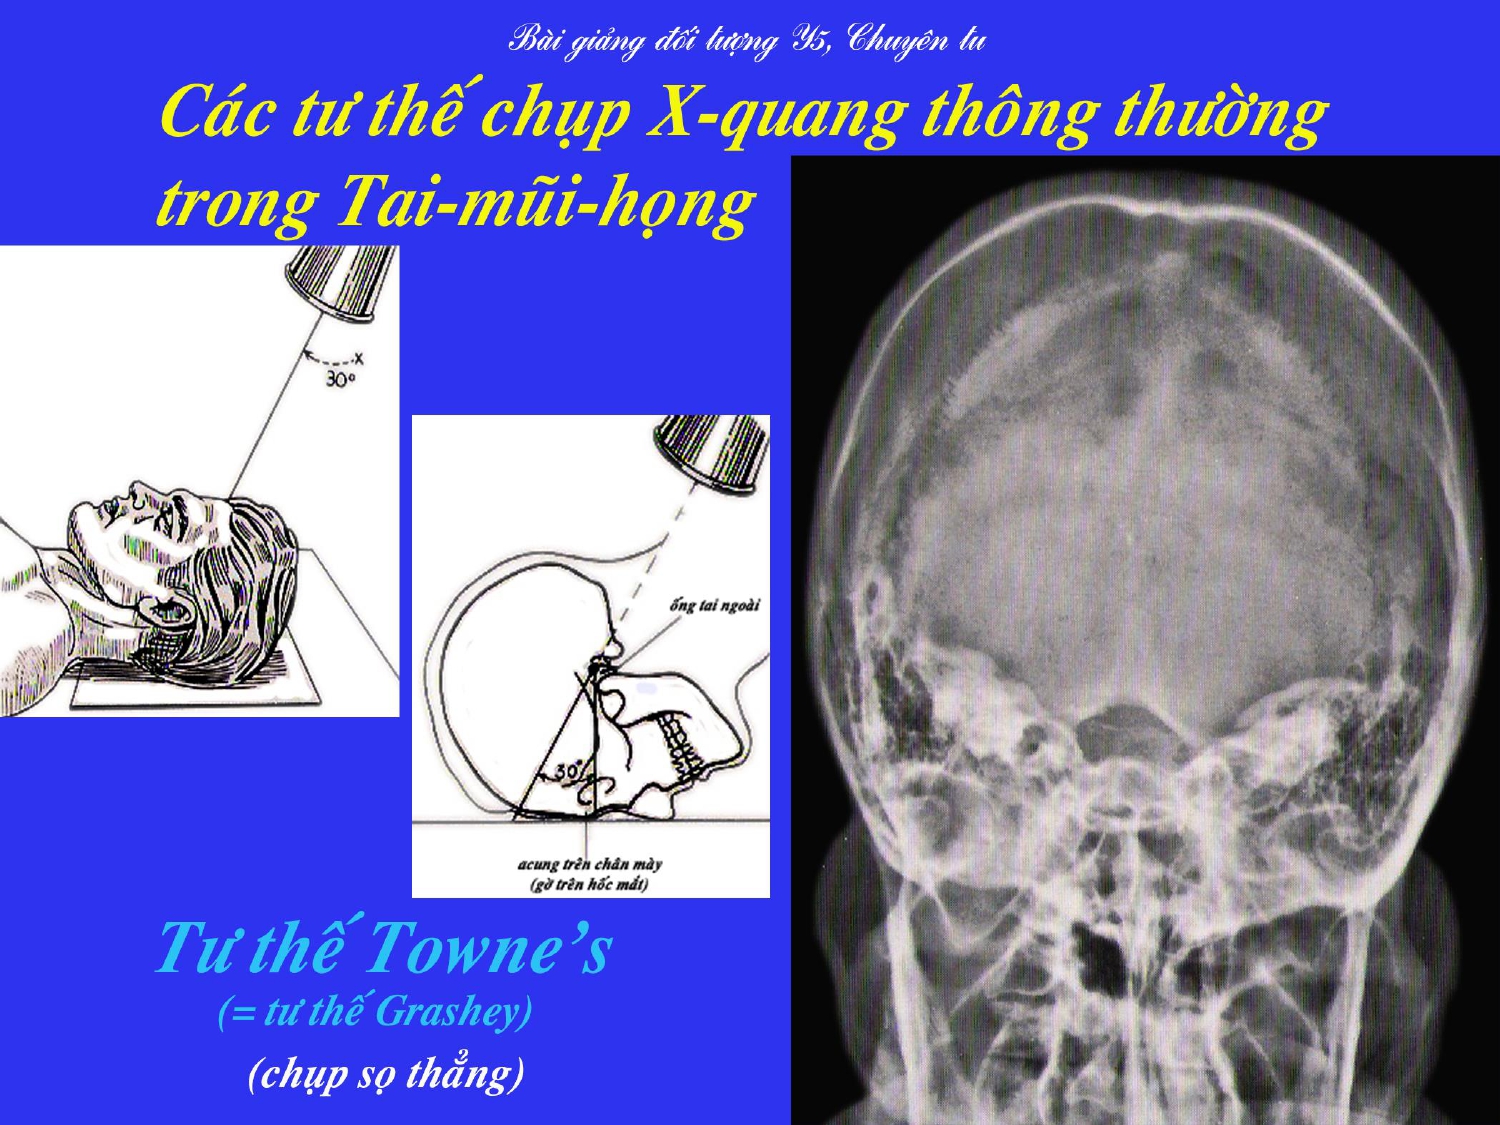 Bài giảng đối tượng Y5, Chuyên tu
Các tư thế chụp X-quang thông thường
trong Tai-mũi-họng
x
30°
ống tai ngoài
30°
acung trên chân mày
(gờ trên hốc mắt)
Tư thế Towne’s
(= tư thế Grashey)
(chụp sọ thẳng)